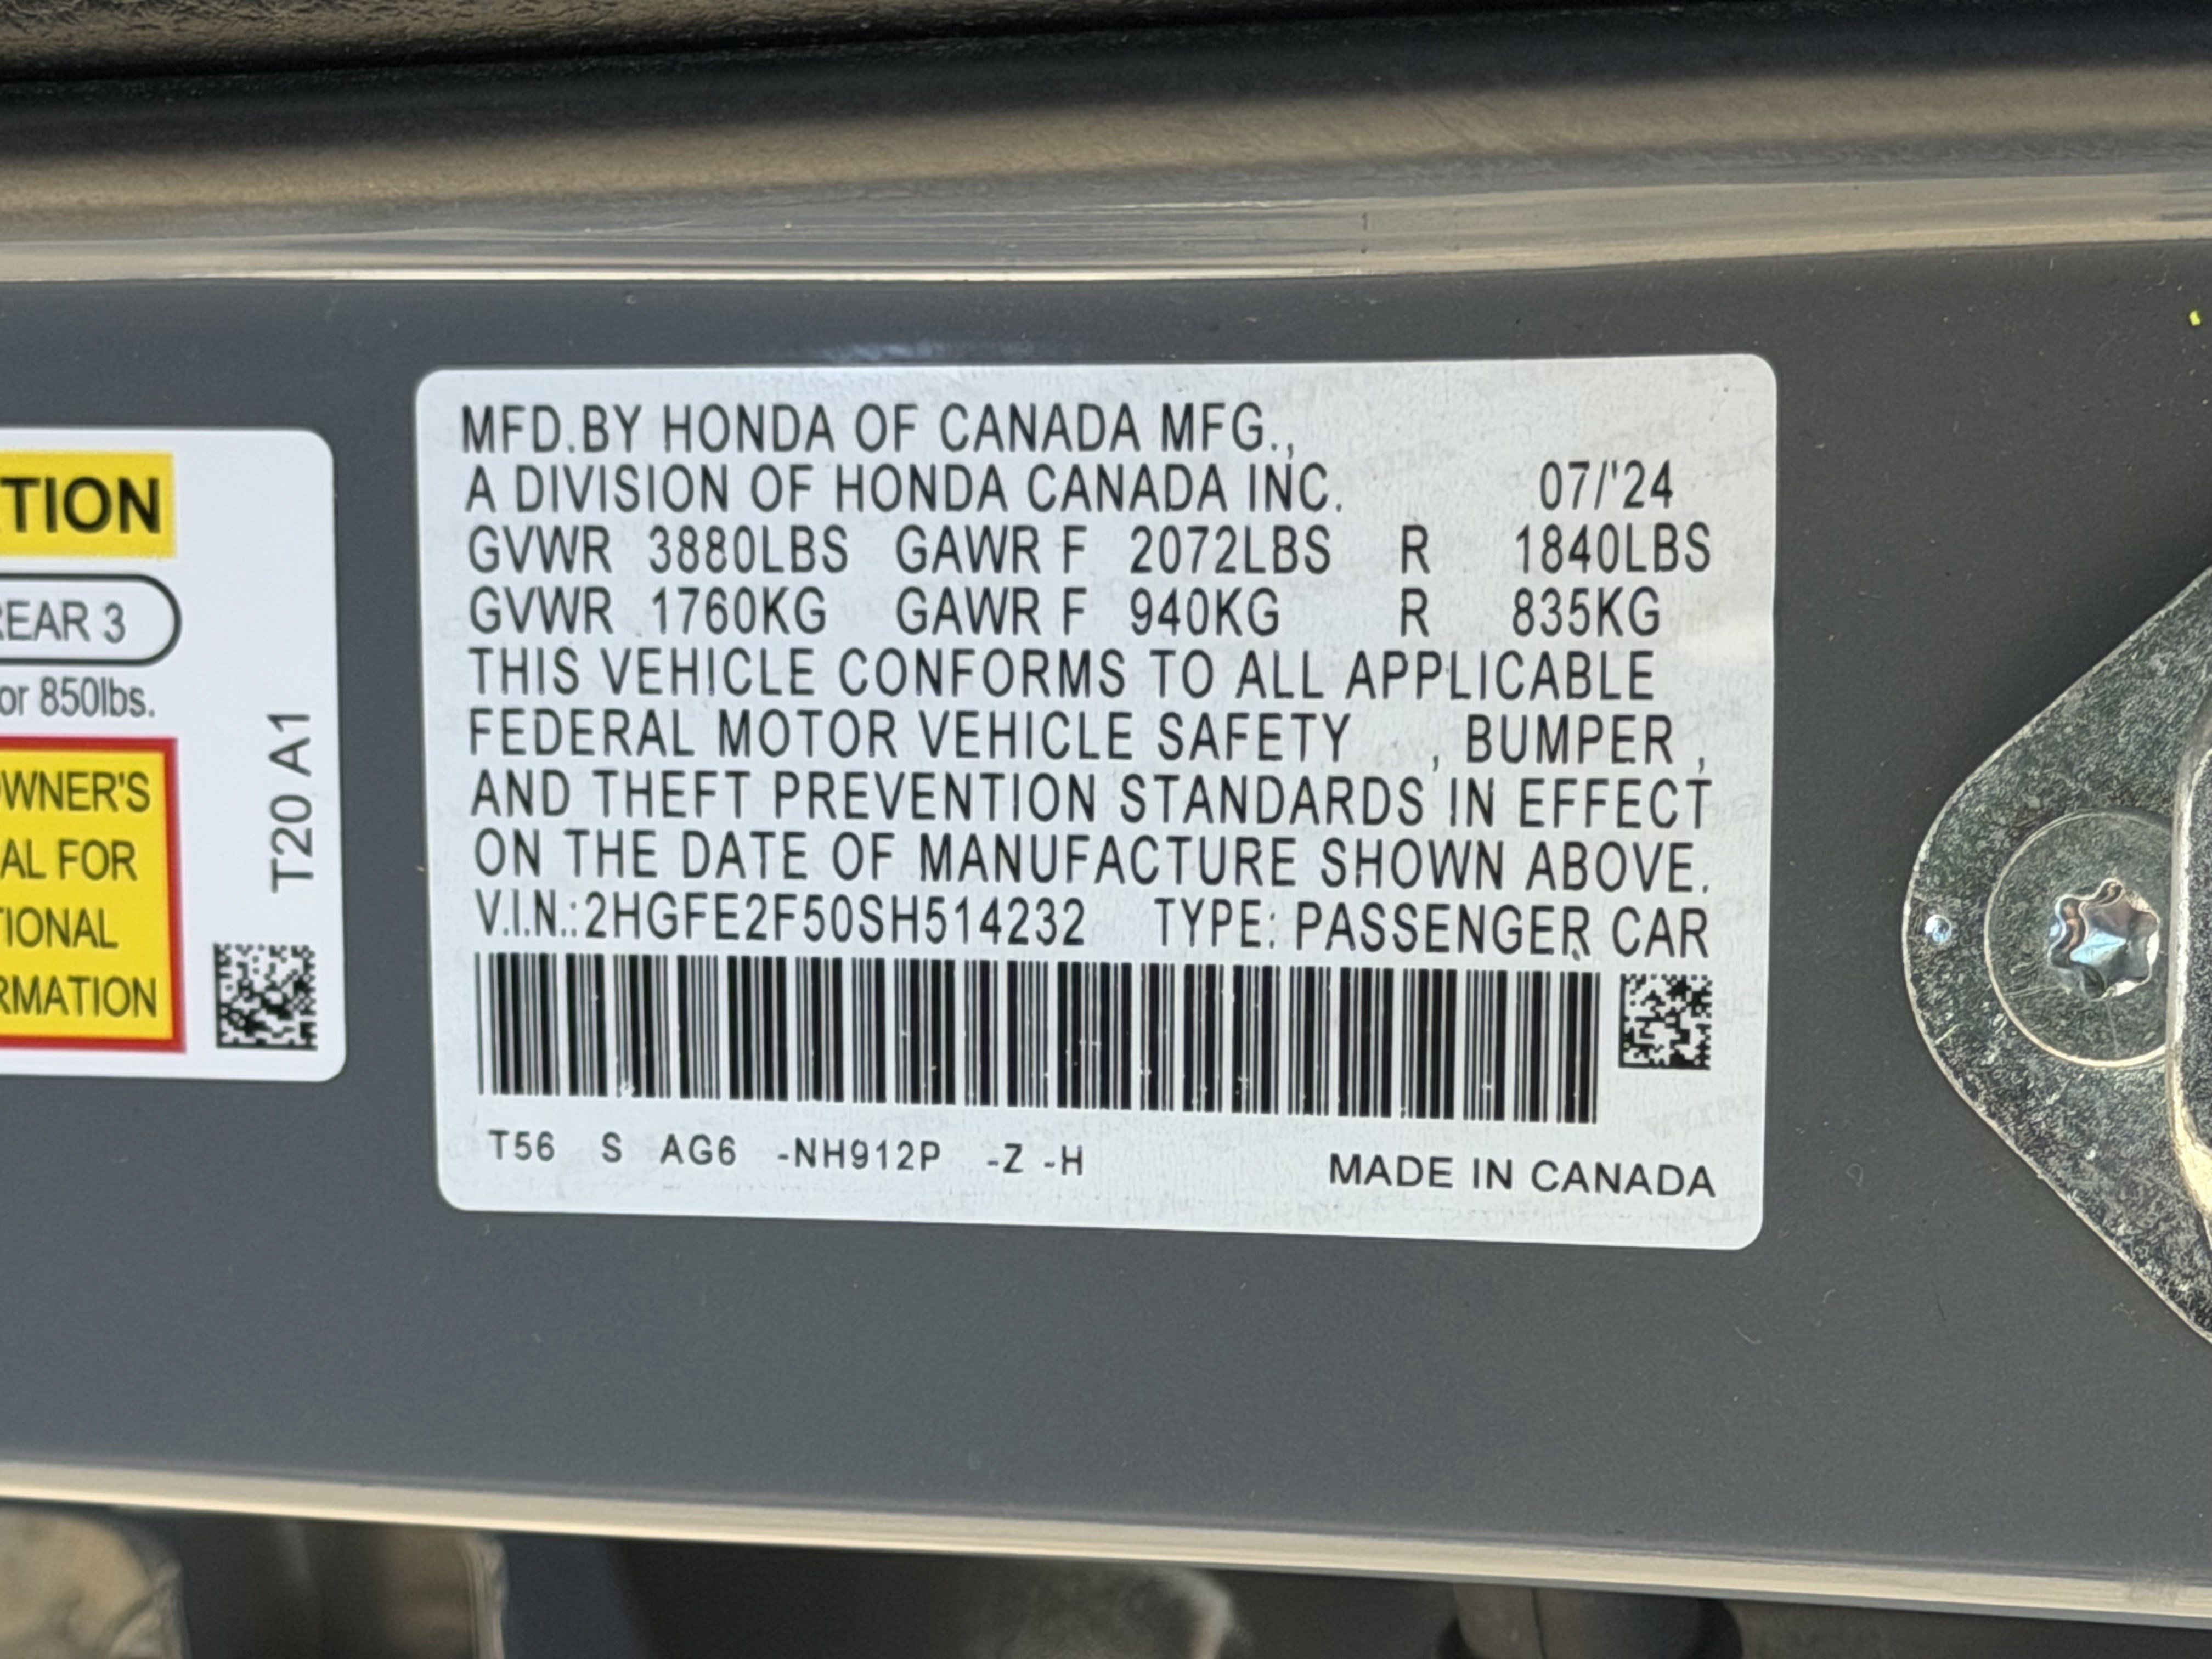 TION
REAR 3
or 850lbs.
OWNER'S
AL FOR
TIONAL
RMATION
T20 A1
MFD.BY HONDA OF CANADA MFG.,
A DIVISION OF HONDA CANADA INC. 07/'24
GVWR 3880LBS GAWR F 2072LBS R 1840LBS
GVWR 1760KG GAWR F 940KG R 835KG
THIS VEHICLE CONFORMS TO ALL APPLICABLE
FEDERAL MOTOR VEHICLE SAFETY , BUMPER ,
AND THEFT PREVENTION STANDARDS IN EFFECT
ON THE DATE OF MANUFACTURE SHOWN ABOVE.
V.I.N.:2HGFE2F50SH514232 TYPE: PASSENGER CAR
T56 S AG6 -NH912P -Z -H
MADE IN CANADA